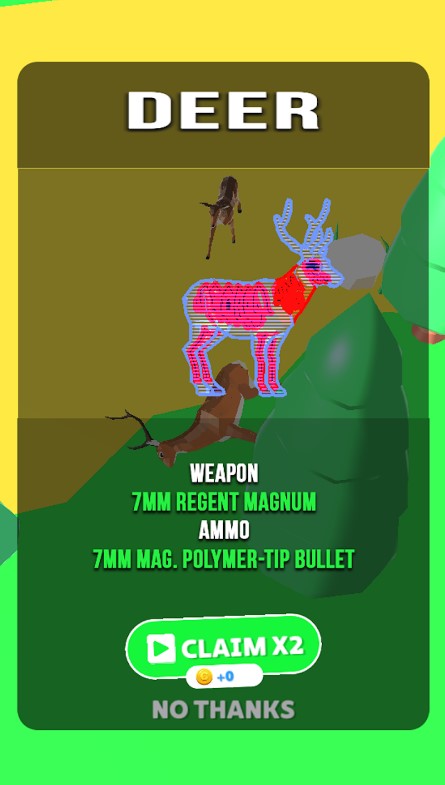 DEER
WEAPON
7MM REGENT MAGNUM
AMMO
7MM MAG. POLYMER-TIP BULLET
CLAIM X2
+0
NO THANKS